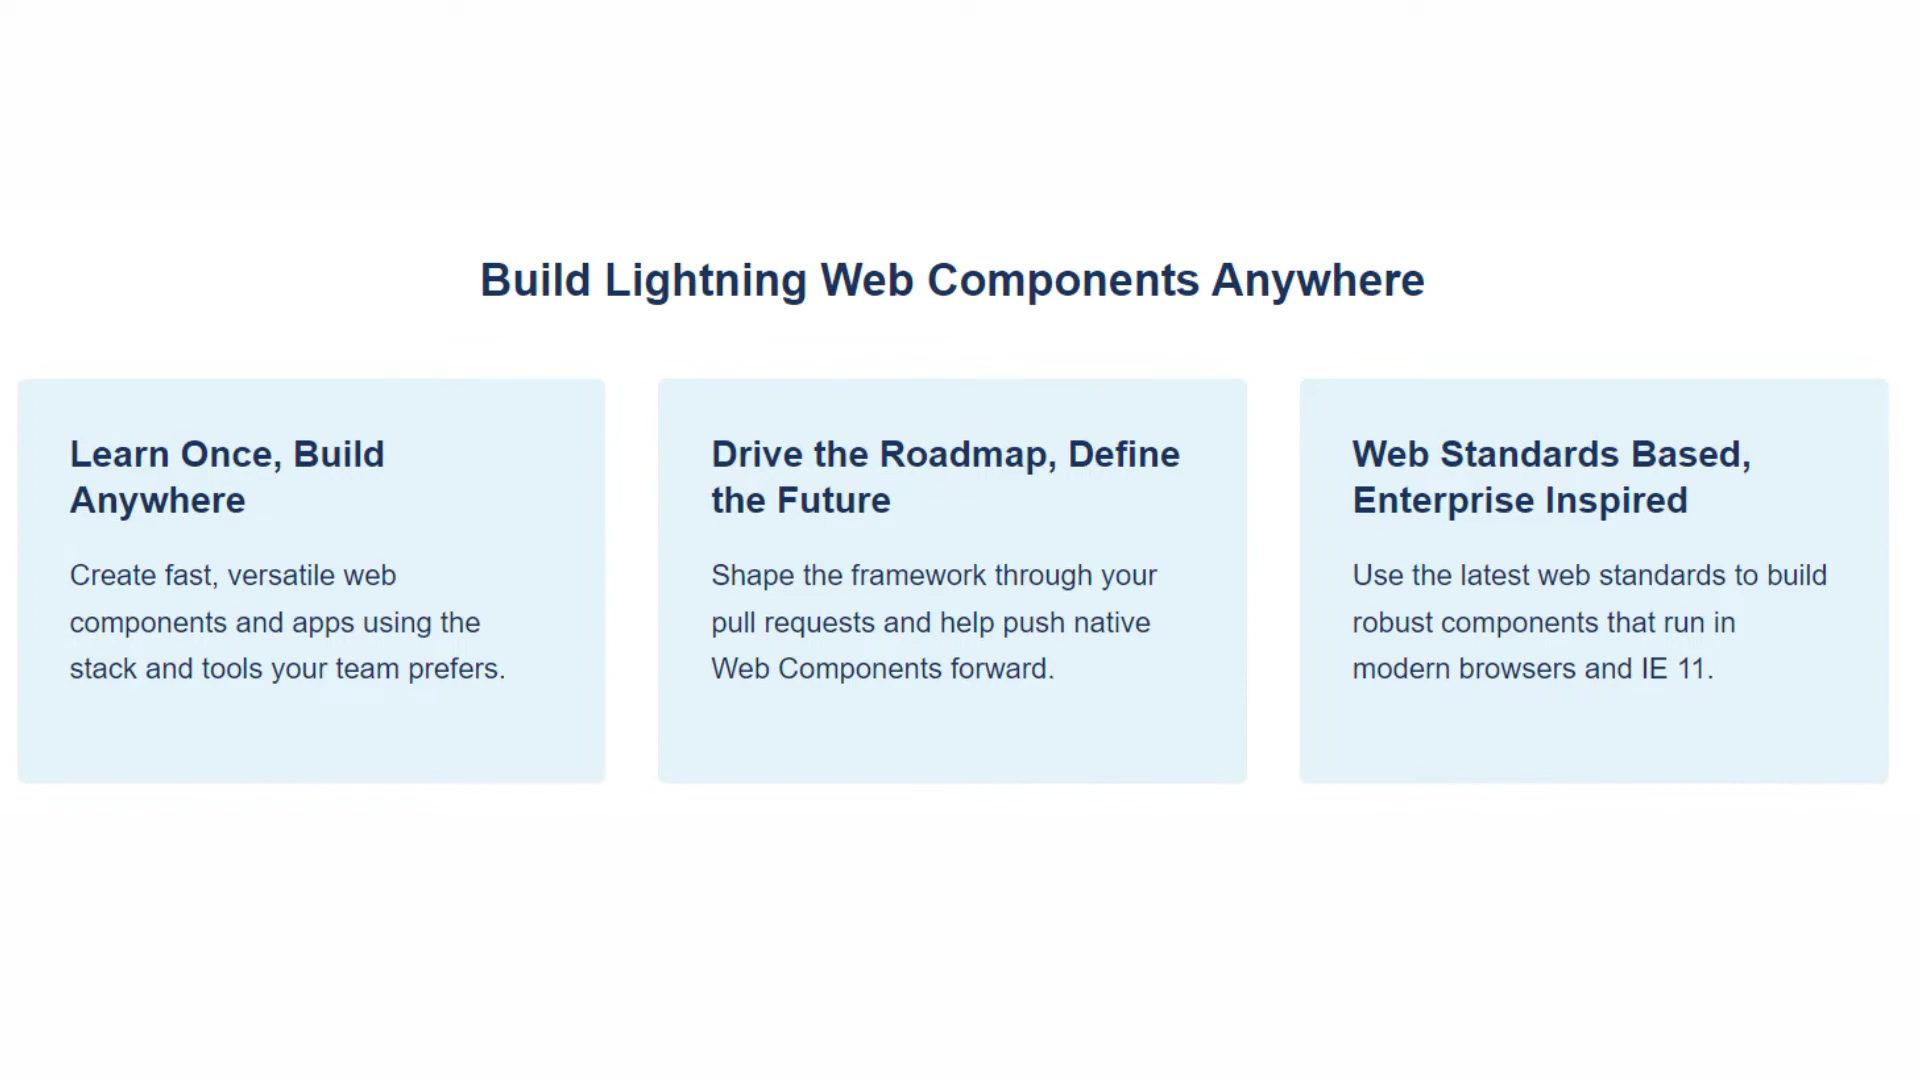 Build Lightning Web Components Anywhere
Learn Once, Build
Anywhere
Create fast, versatile web
components and apps using the
stack and tools your team prefers.
Drive the Roadmap, Define
the Future
Shape the framework through your
pull requests and help push native
Web Components forward.
Web Standards Based,
Enterprise Inspired
Use the latest web standards to build
robust components that run in
modern browsers and IE 11.